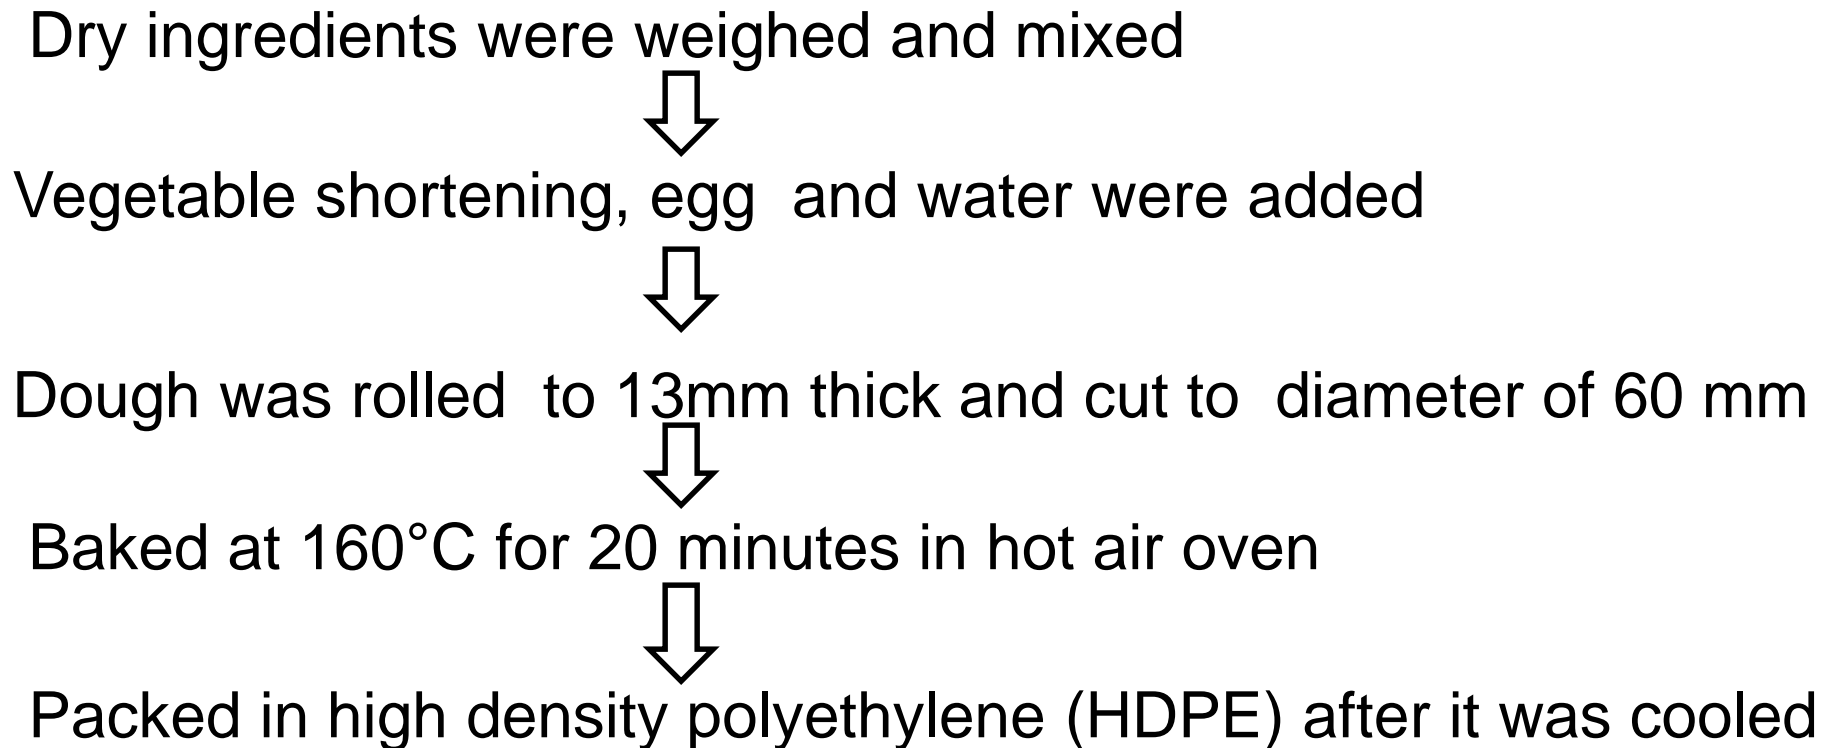 Dry ingredients were weighed and mixed
Vegetable shortening, egg and water were added
Dough was rolled to 13mm thick and cut to diameter of 60 mm
Baked at 160°C for 20 minutes in hot air oven
Packed in high density polyethylene (HDPE) after it was cooled